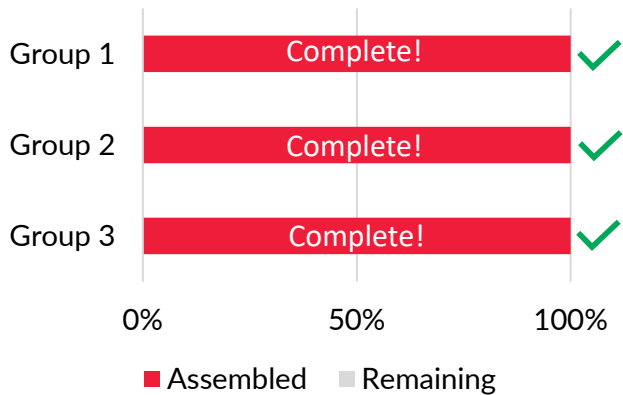 Group 1 Complete!
Group 2 Complete!
Group 3 Complete!
0% 50% 100%
Assembled Remaining